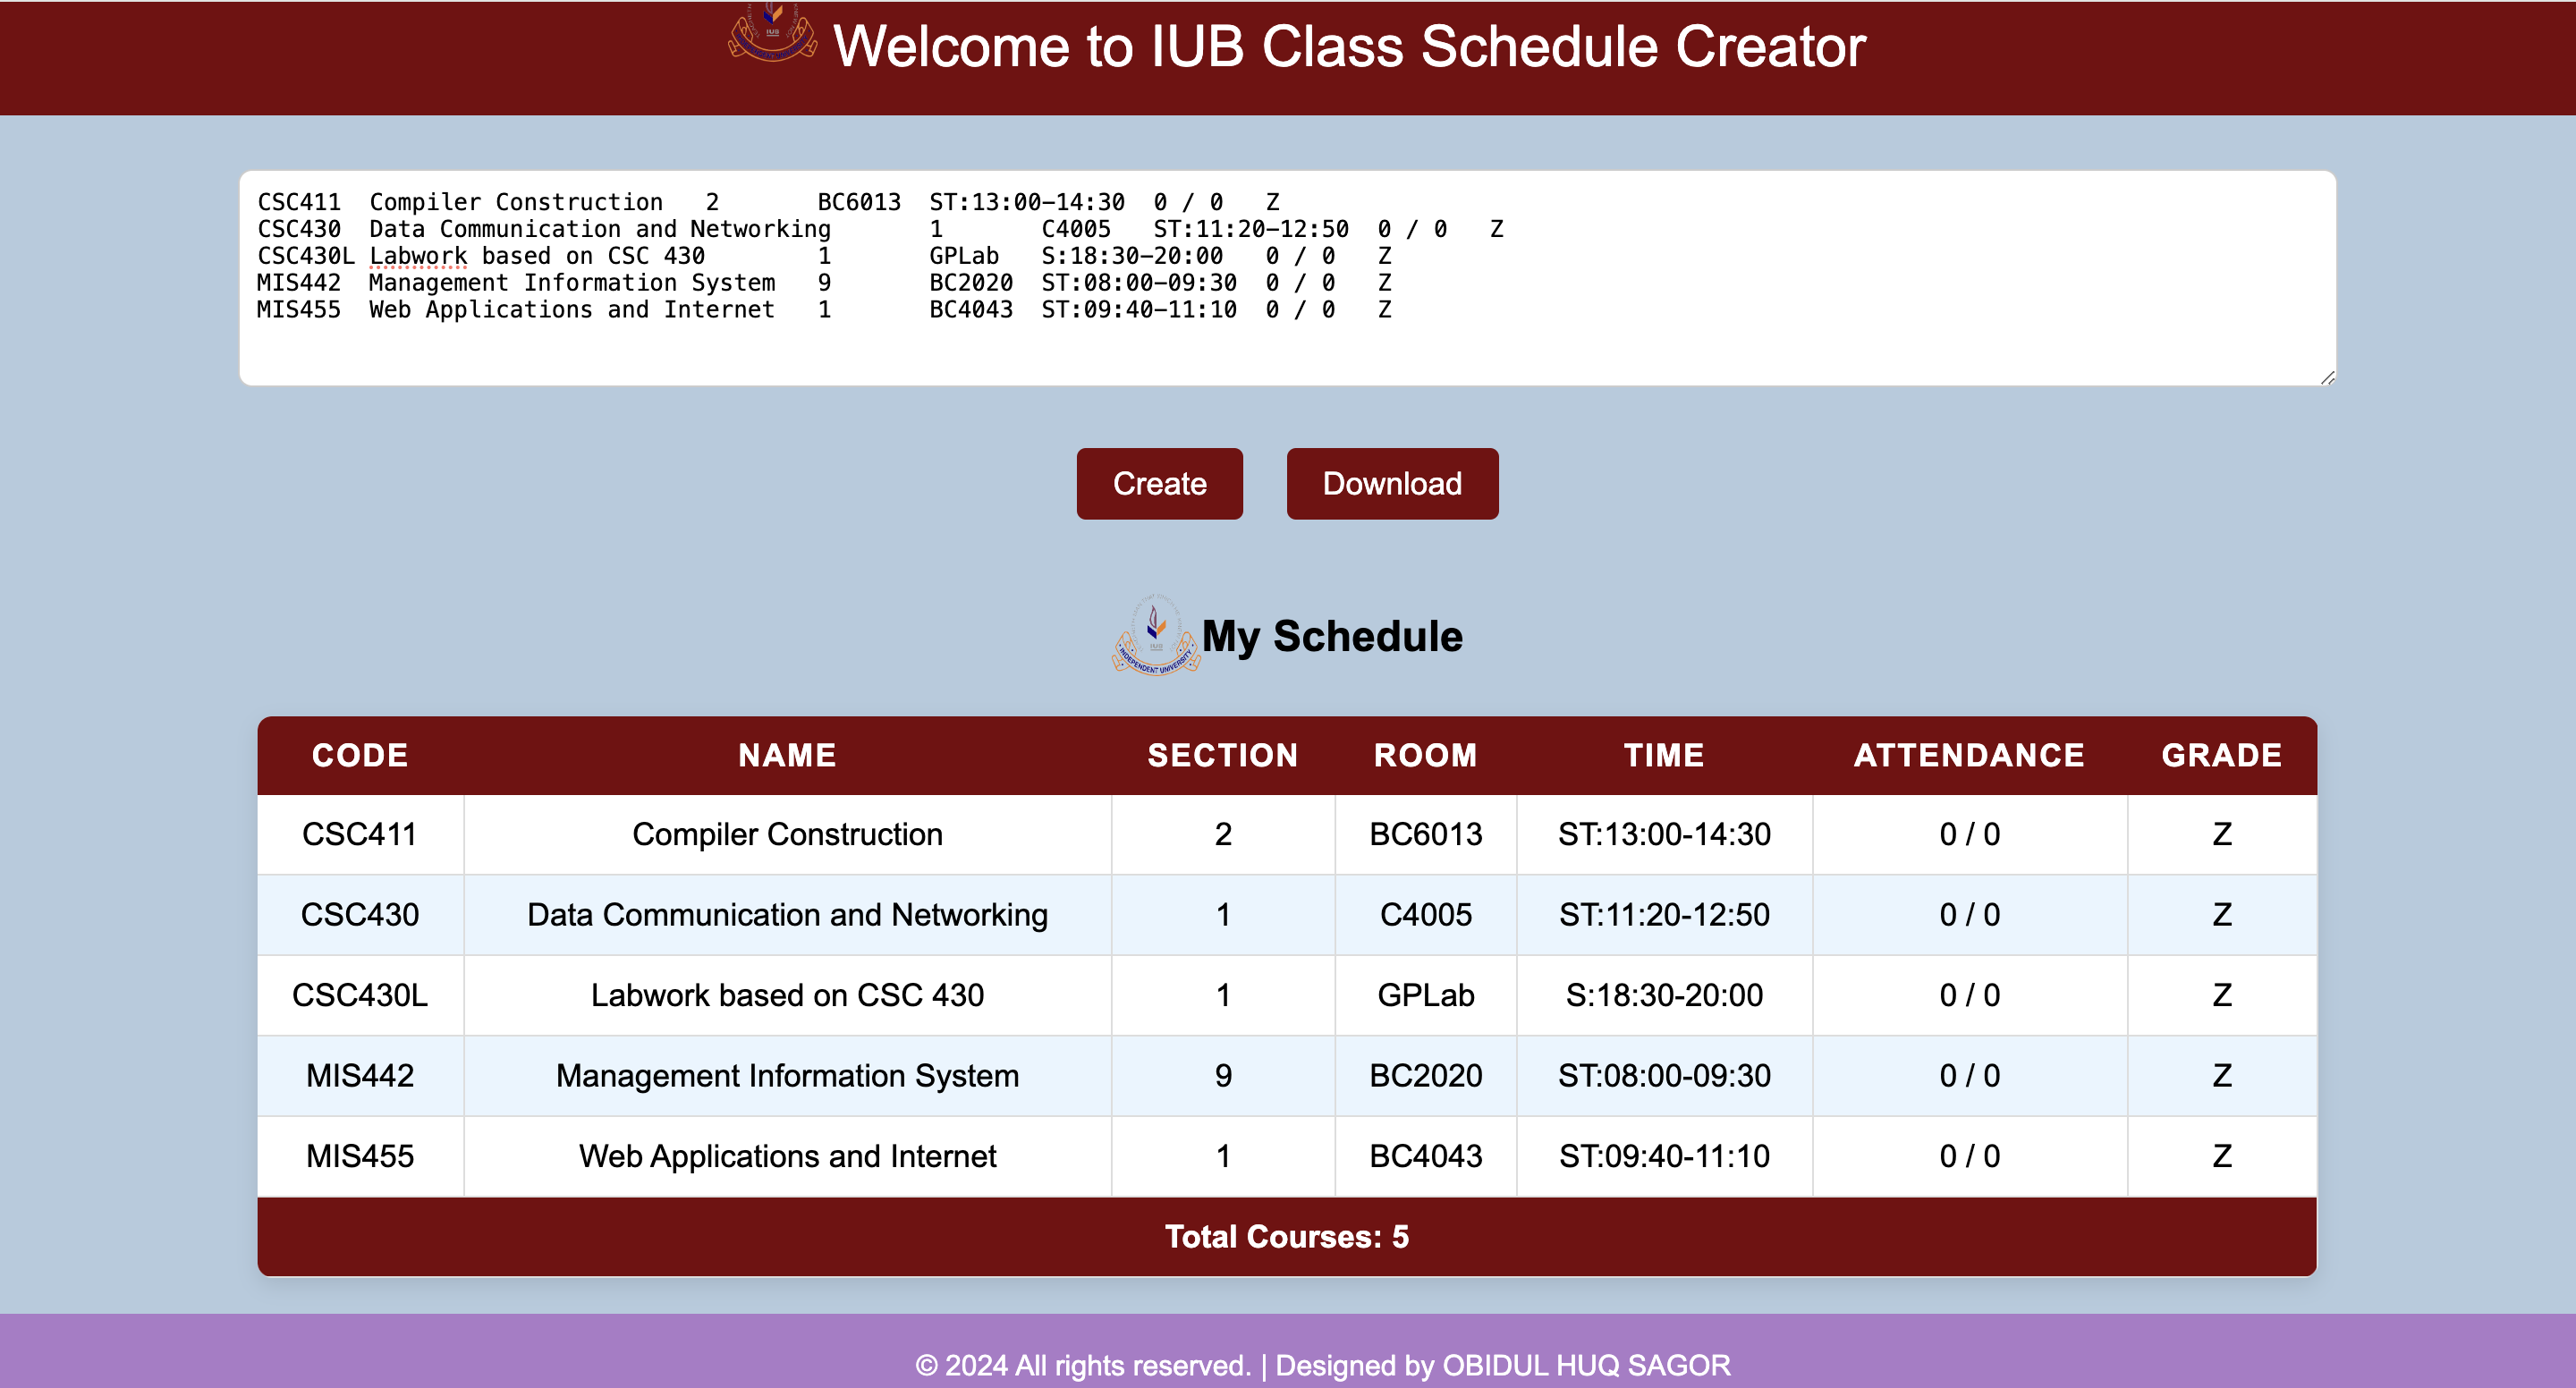 IUB
Welcome to IUB Class Schedule Creator
CSC411 Compiler Construction 2 BC6013 ST:13:00-14:30 0 / 0 Z
CSC430 Data Communication and Networking 1 C4005 ST:11:20-12:50 0 / 0 Z
CSC430L Labwork based on CSC 430 1 GPLab S:18:30-20:00 0 / 0 Z
MIS442 Management Information System 9 BC2020 ST:08:00-09:30 0 / 0 Z
MIS455 Web Applications and Internet 1 BC4043 ST:09:40-11:10 0 / 0 Z
Create Download
IUB
INDEPENDENT UNIVERSITY
My Schedule
CODE NAME SECTION ROOM TIME ATTENDANCE GRADE
CSC411 Compiler Construction 2 BC6013 ST:13:00-14:30 0 / 0 Z
CSC430 Data Communication and Networking 1 C4005 ST:11:20-12:50 0 / 0 Z
CSC430L Labwork based on CSC 430 1 GPLab S:18:30-20:00 0 / 0 Z
MIS442 Management Information System 9 BC2020 ST:08:00-09:30 0 / 0 Z
MIS455 Web Applications and Internet 1 BC4043 ST:09:40-11:10 0 / 0 Z
Total Courses: 5
© 2024 All rights reserved. | Designed by OBIDUL HUQ SAGOR